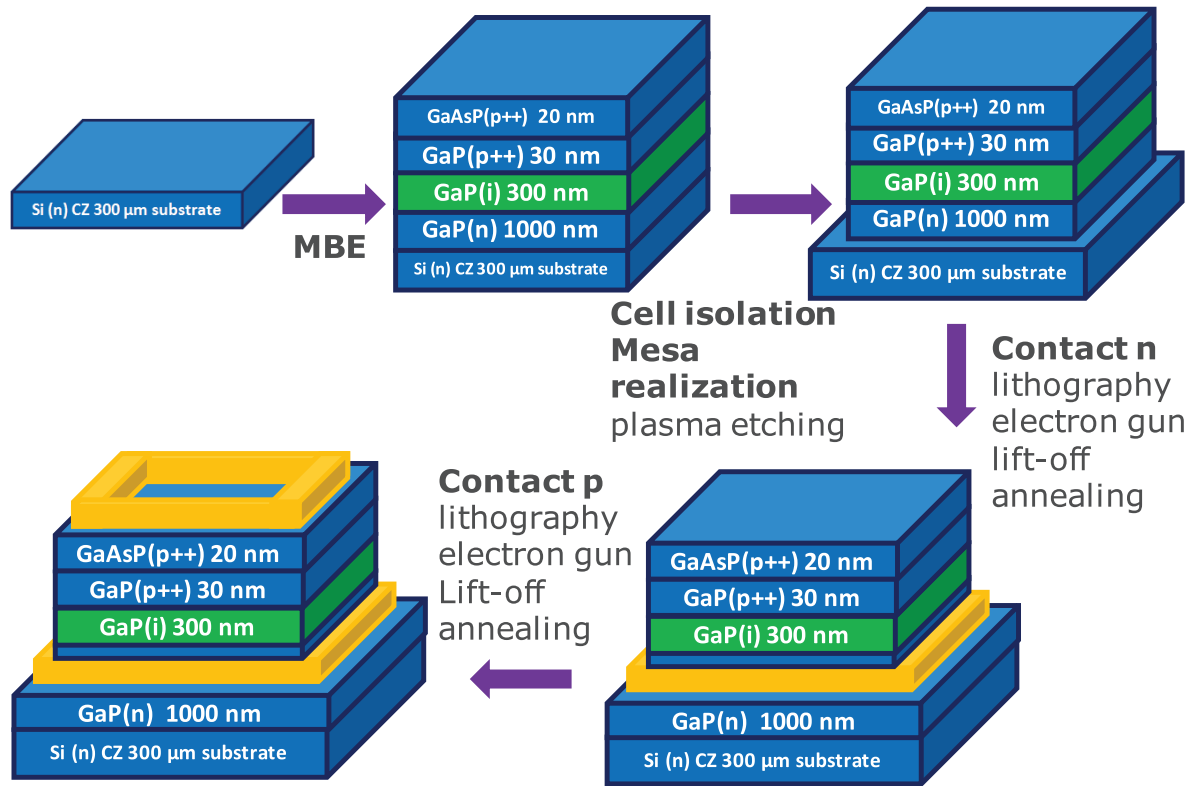 Si (n) CZ 300 µm substrate
MBE
GaAsP(p++) 20 nm
GaP(p++) 30 nm
GaP(i) 300 nm
GaP(n) 1000 nm
Si (n) CZ 300 µm substrate
Cell isolation
Mesa
realization
plasma etching
GaAsP(p++) 20 nm
GaP(p++) 30 nm
GaP(i) 300 nm
GaP(n) 1000 nm
Si (n) CZ 300 µm substrate
Contact n
lithography
electron gun
lift-off
annealing
GaAsP(p++) 20 nm
GaP(p++) 30 nm
GaP(i) 300 nm
GaP(n) 1000 nm
Si (n) CZ 300 µm substrate
Contact p
lithography
electron gun
Lift-off
annealing
GaAsP(p++) 20 nm
GaP(p++) 30 nm
GaP(i) 300 nm
GaP(n) 1000 nm
Si (n) CZ 300 µm substrate